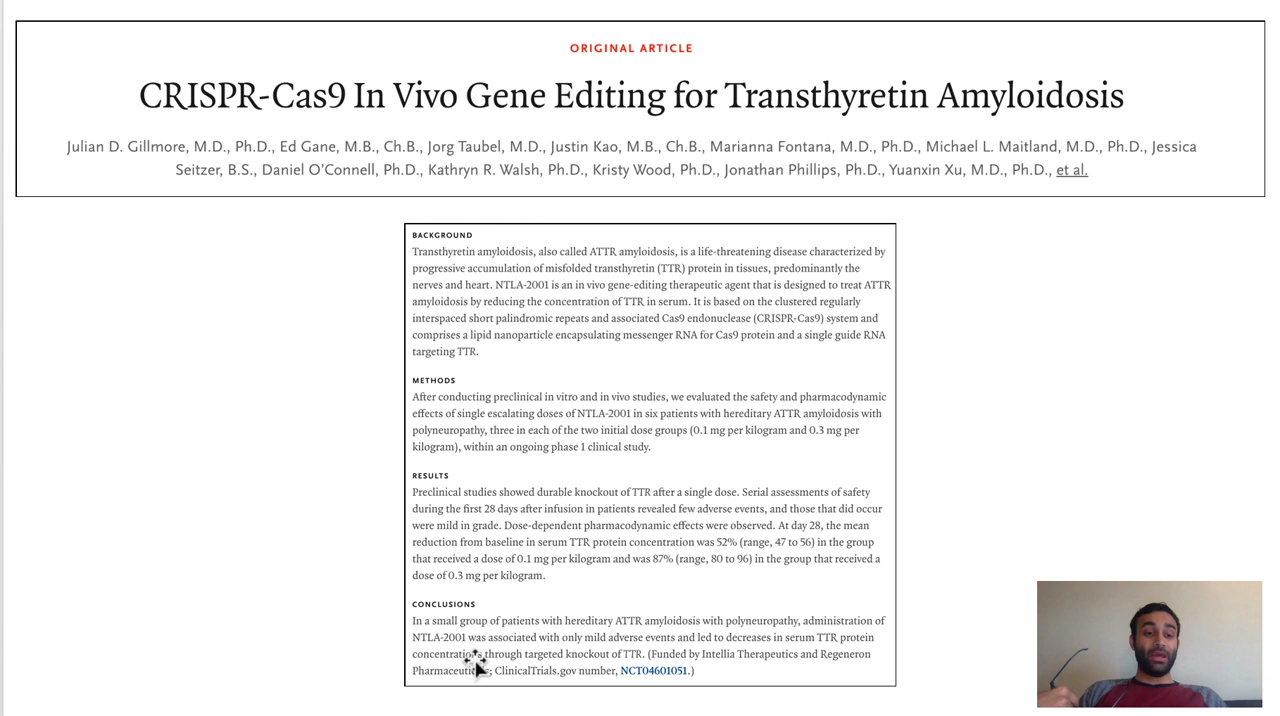 ORIGINAL ARTICLE
CRISPR-Cas9 In Vivo Gene Editing for Transthyretin Amyloidosis
Julian D. Gillmore, M.D., Ph.D., Ed Gane, M.B., Ch.B., Jorg Taubel, M.D., Justin Kao, M.B., Ch.B., Marianna Fontana, M.D., Ph.D., Michael L. Maitland, M.D., Ph.D., Jessica
Seitzer, B.S., Daniel O’Connell, Ph.D., Kathryn R. Walsh, Ph.D., Kristy Wood, Ph.D., Jonathan Phillips, Ph.D., Yuanxin Xu, M.D., Ph.D., et al.
BACKGROUND
Transthyretin amyloidosis, also called ATTR amyloidosis, is a life-threatening disease characterized by
progressive accumulation of misfolded transthyretin (TTR) protein in tissues, predominantly the
nerves and heart. NTLA-2001 is an in vivo gene-editing therapeutic agent that is designed to treat ATTR
amyloidosis by reducing the concentration of TTR in serum. It is based on the clustered regularly
interspaced short palindromic repeats and associated Cas9 endonuclease (CRISPR-Cas9) system and
comprises a lipid nanoparticle encapsulating messenger RNA for Cas9 protein and a single guide RNA
targeting TTR.
METHODS
After conducting preclinical in vitro and in vivo studies, we evaluated the safety and pharmacodynamic
effects of single escalating doses of NTLA-2001 in six patients with hereditary ATTR amyloidosis with
polyneuropathy, three in each of the two initial dose groups (0.1 mg per kilogram and 0.3 mg per
kilogram), within an ongoing phase 1 clinical study.
RESULTS
Preclinical studies showed durable knockout of TTR after a single dose. Serial assessments of safety
during the first 28 days after infusion in patients revealed few adverse events, and those that did occur
were mild in grade. Dose-dependent pharmacodynamic effects were observed. At day 28, the mean
reduction from baseline in serum TTR protein concentration was 52% (range, 47 to 56) in the group
that received a dose of 0.1 mg per kilogram and was 87% (range, 80 to 96) in the group that received a
dose of 0.3 mg per kilogram.
CONCLUSIONS
In a small group of patients with hereditary ATTR amyloidosis with polyneuropathy, administration of
NTLA-2001 was associated with only mild adverse events and led to decreases in serum TTR protein
concentrations through targeted knockout of TTR. (Funded by Intellia Therapeutics and Regeneron
Pharmaceuticals; ClinicalTrials.gov number, NCT04601051.)